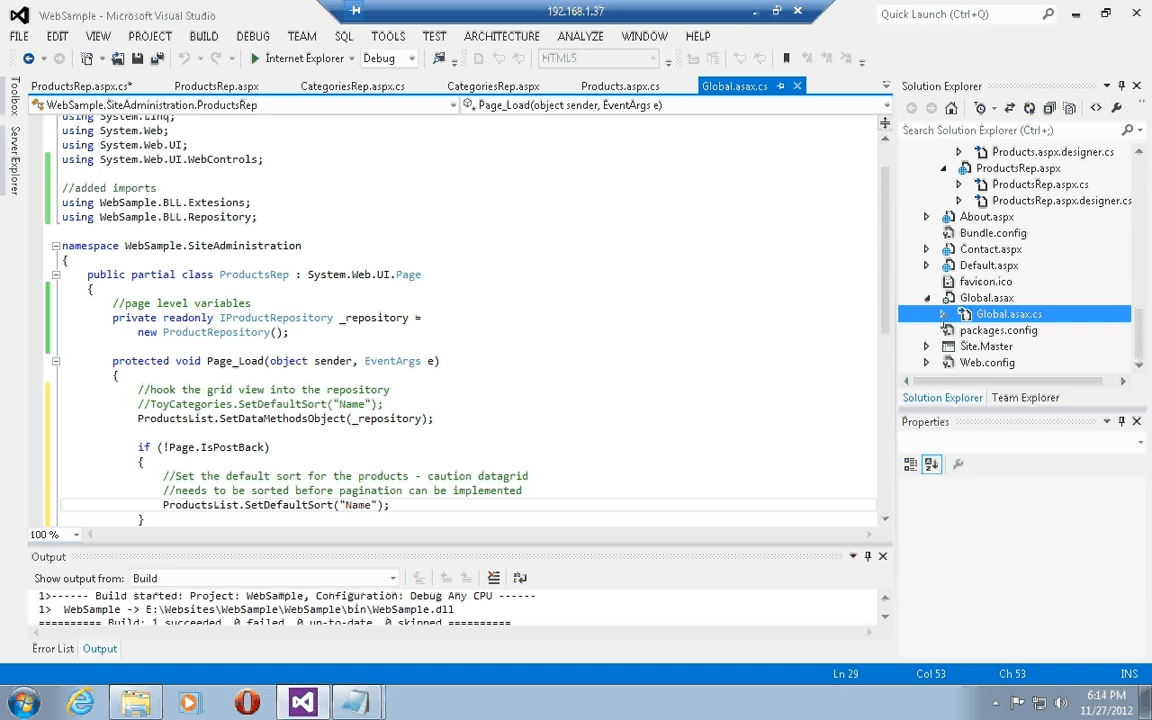 WebSample - Microsoft Visual Studio
192.168.1.37
Quick Launch (Ctrl+Q)
FILE EDIT VIEW PROJECT BUILD DEBUG TEAM SQL TOOLS TEST ARCHITECTURE ANALYZE WINDOW HELP
Internet Explorer Debug HTML5
ProductsRep.aspx.cs* ProductsRep.aspx CategoriesRep.aspx.cs CategoriesRep.aspx Products.aspx.cs Global.asax.cs
WebSample.SiteAdministration.ProductsRep Page_Load(object sender, EventArgs e)
Toolbox
Server Explorer
using System.Linq;
using System.Web;
using System.Web.UI;
using System.Web.UI.WebControls;
//added imports
using WebSample.BLL.Extesions;
using WebSample.BLL.Repository;
namespace WebSample.SiteAdministration
{
public partial class ProductsRep : System.Web.UI.Page
{
//page level variables
private readonly IProductRepository _repository =
new ProductRepository();
protected void Page_Load(object sender, EventArgs e)
{
//hook the grid view into the repository
//ToyCategories.SetDefaultSort("Name");
ProductsList.SetDataMethodsObject(_repository);
if (!Page.IsPostBack)
{
//Set the default sort for the products - caution datagrid
//needs to be sorted before pagination can be implemented
ProductsList.SetDefaultSort("Name");
}
100 %
Solution Explorer
Search Solution Explorer (Ctrl+;)
Products.aspx.designer.cs
ProductsRep.aspx
ProductsRep.aspx.cs
ProductsRep.aspx.designer.cs
About.aspx
Bundle.config
Contact.aspx
Default.aspx
favicon.ico
Global.asax
Global.asax.cs
packages.config
Site.Master
Web.config
Solution Explorer Team Explorer
Properties
Output
Show output from: Build
1>------ Build started: Project: WebSample, Configuration: Debug Any CPU ------
1>  WebSample -> E:\Websites\WebSample\WebSample\bin\WebSample.dll
========== Build: 1 succeeded, 0 failed, 0 up-to-date, 0 skipped ==========
Error List Output
Ln 29 Col 53 Ch 53 INS
6:14 PM
11/27/2012